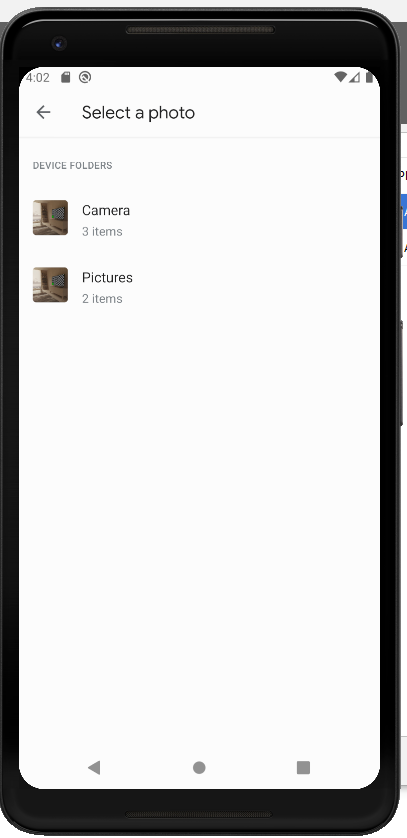 4:02
Select a photo
DEVICE FOLDERS
Camera
3 items
Pictures
2 items